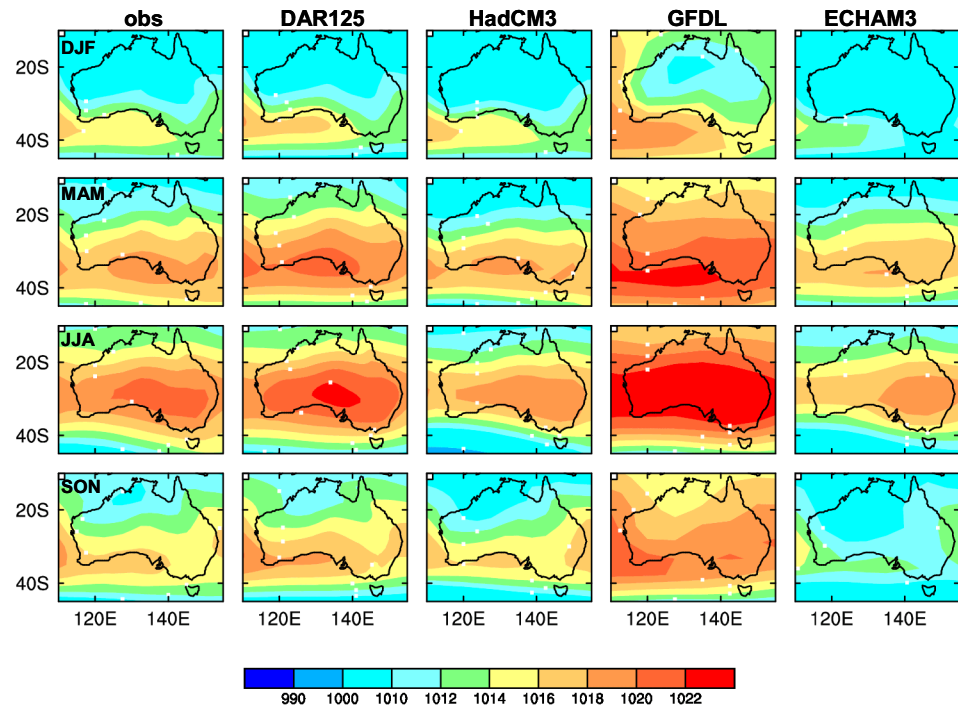 obs DAR125 HadCM3 GFDL ECHAM3
DJF
20S
40S
MAM
20S
40S
JJA
20S
40S
SON
20S
40S
120E 140E 120E 140E 120E 140E 120E 140E 120E 140E
990 1000 1010 1012 1014 1016 1018 1020 1022